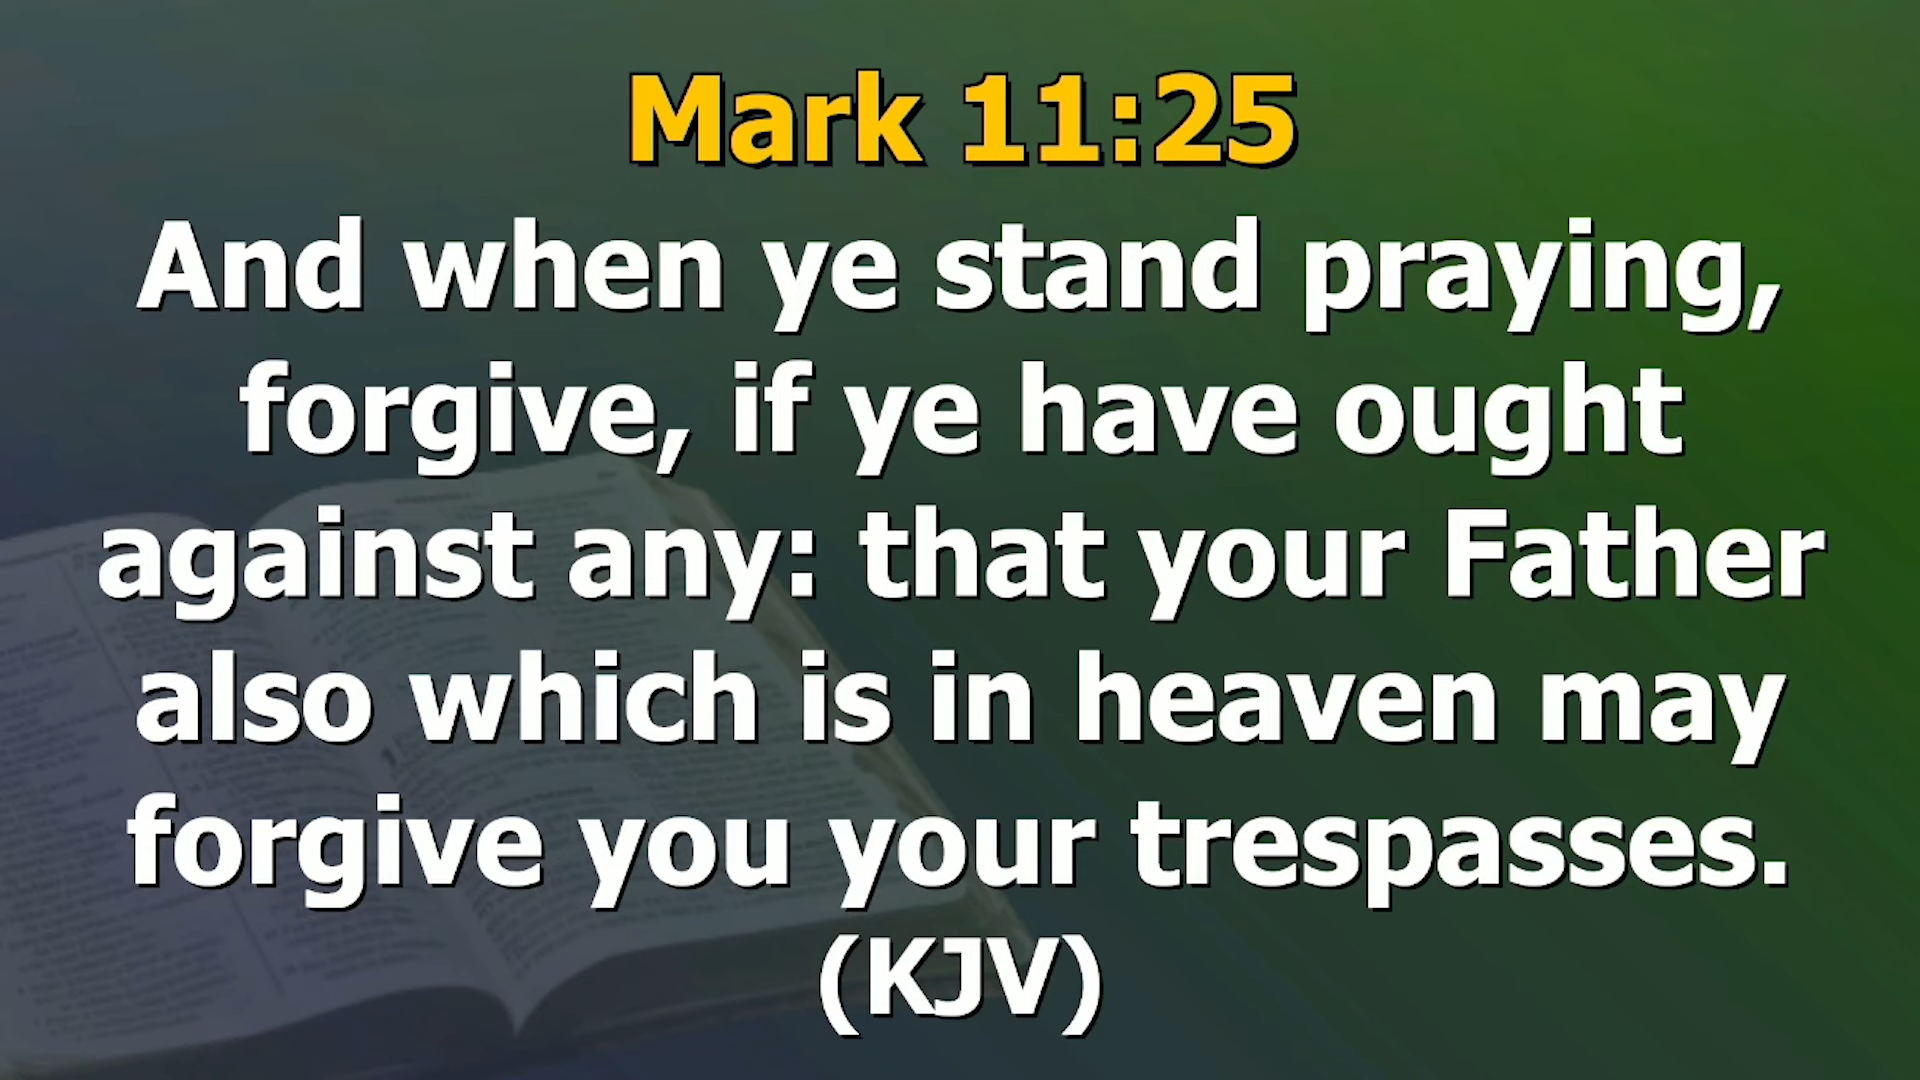 Mark 11:25
And when ye stand praying,
forgive, if ye have ought
against any: that your Father
also which is in heaven may
forgive you your trespasses.
(KJV)